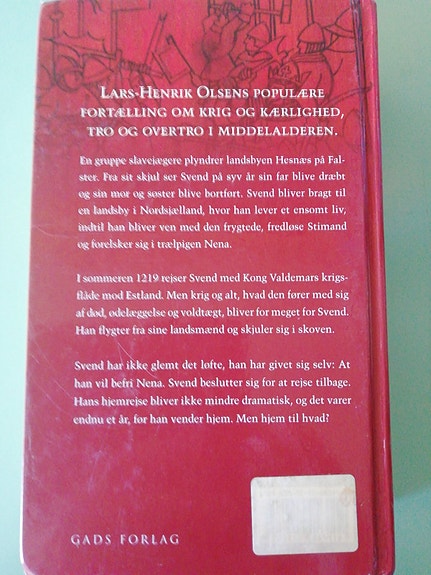 LARS-HENRIK OLSENS POPULÆRE
FORTÆLLING OM KRIG OG KÆRLIGHED,
TRO OG OVERTRO I MIDDELALDEREN.
En gruppe slavejægere plyndrer landsbyen Hesnæs på Fal-
ster. Fra sit skjul ser Svend på syv år sin far blive dræbt
og sin mor og søster blive bortført. Svend bliver bragt til
en landsby i Nordsjælland, hvor han lever et ensomt liv,
indtil han bliver ven med den frygtede, fredløse Stimand
og forelsker sig i trælpigen Nena.
I sommeren 1219 rejser Svend med Kong Valdemars krigs-
flåde mod Estland. Men krig og alt, hvad den fører med sig
af død, ødelæggelse og voldtægt, bliver for meget for Svend.
Han flygter fra sine landsmænd og skjuler sig i skoven.
Svend har ikke glemt det løfte, han har givet sig selv: At
han vil befri Nena. Svend beslutter sig for at rejse tilbage.
Hans hjemrejse bliver ikke mindre dramatisk, og det varer
endnu et år, før han vender hjem. Men hjem til hvad?
GADS FORLAG